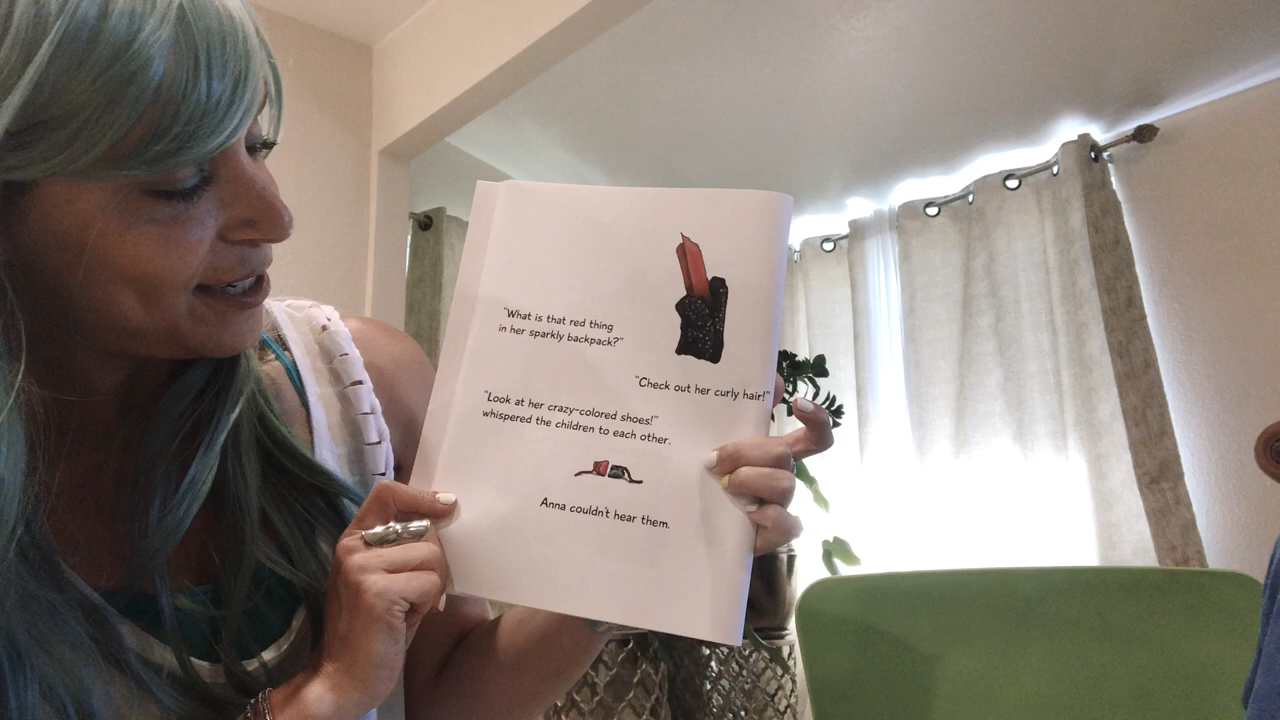 "What is that red thing
in her sparkly backpack?"
"Check out her curly hair!"
"Look at her crazy-colored shoes!"
whispered the children to each other.
Anna couldn't hear them.